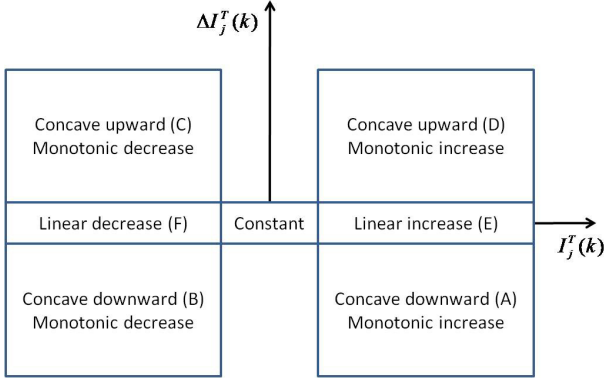 ΔI_j^T(k)
Concave upward (C)
Monotonic decrease
Concave upward (D)
Monotonic increase
Linear decrease (F)
Constant
Linear increase (E)
I_j^T(k)
Concave downward (B)
Monotonic decrease
Concave downward (A)
Monotonic increase